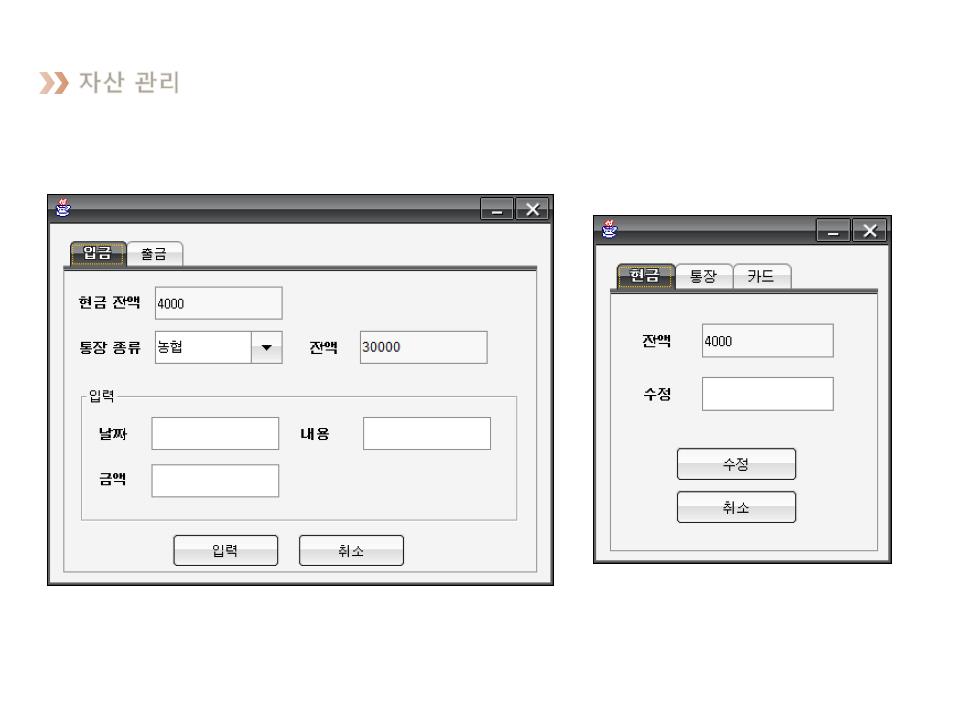 자산 관리
입금 출금
현금 잔액 4000
통장 종류 농협 잔액 30000
입력
날짜 내용
금액
입력 취소
현금 통장 카드
잔액 4000
수정
수정
취소